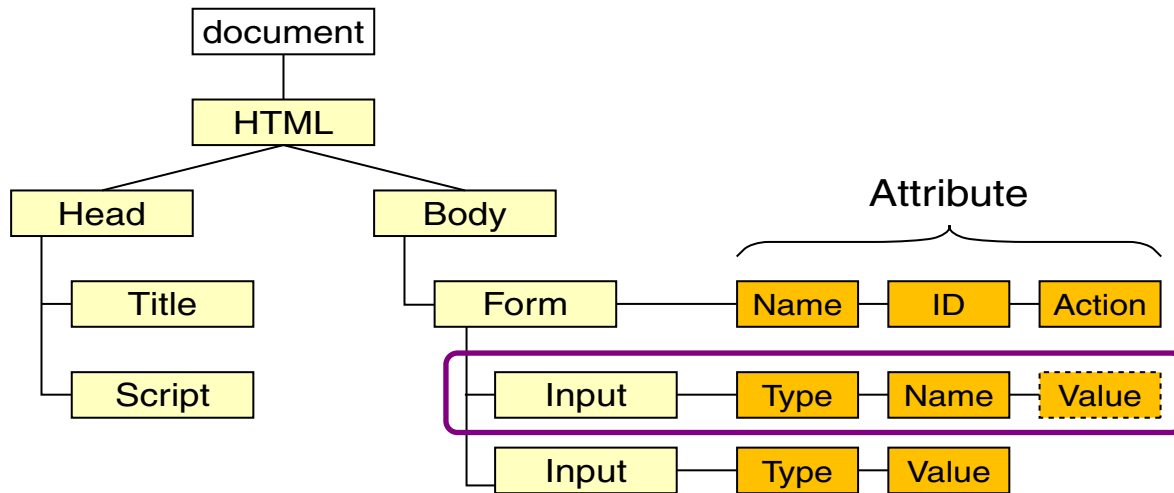 document
HTML
Head
Body
Attribute
Title
Form
Name
ID
Action
Script
Input
Type
Name
Value
Input
Type
Value